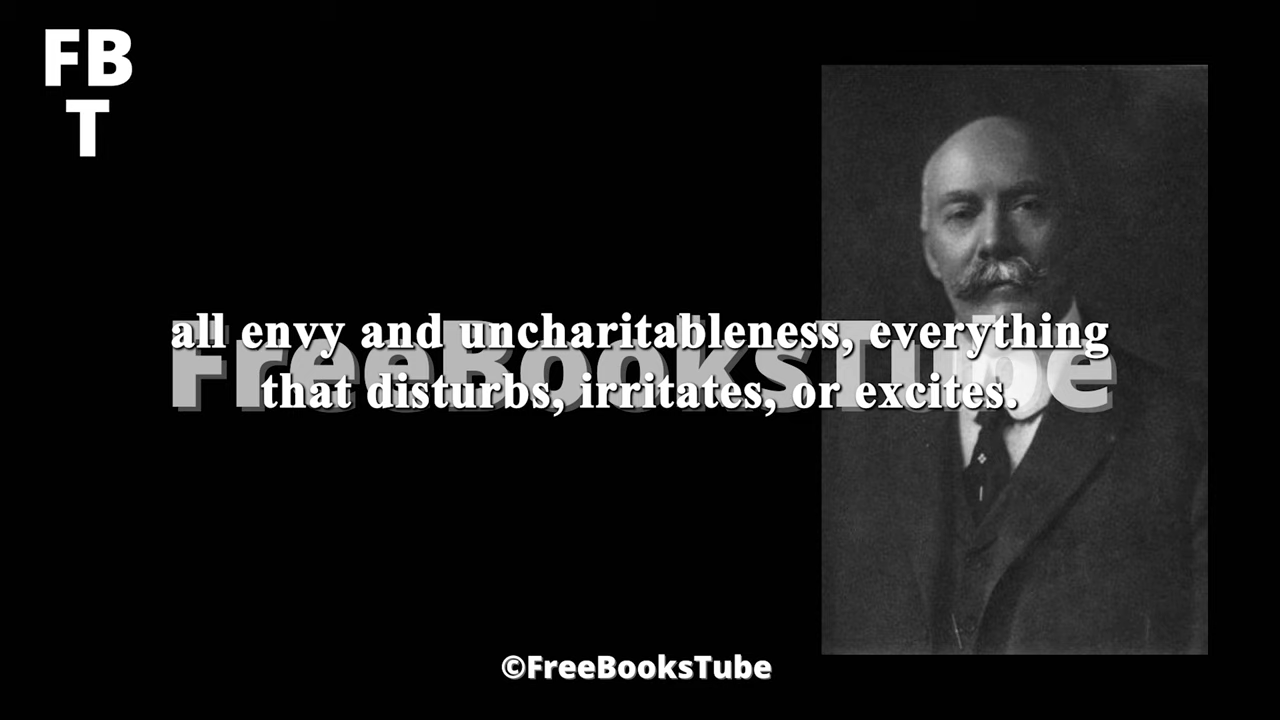 FB
T
all envy and uncharitableness, everything
that disturbs, irritates, or excites.
FreeBooksTube
©FreeBooksTube